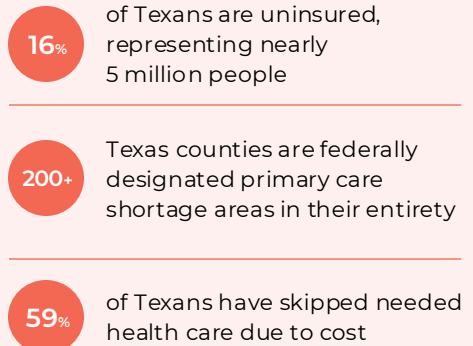 16%
of Texans are uninsured,
representing nearly
5 million people
200+
Texas counties are federally
designated primary care
shortage areas in their entirety
59%
of Texans have skipped needed
health care due to cost